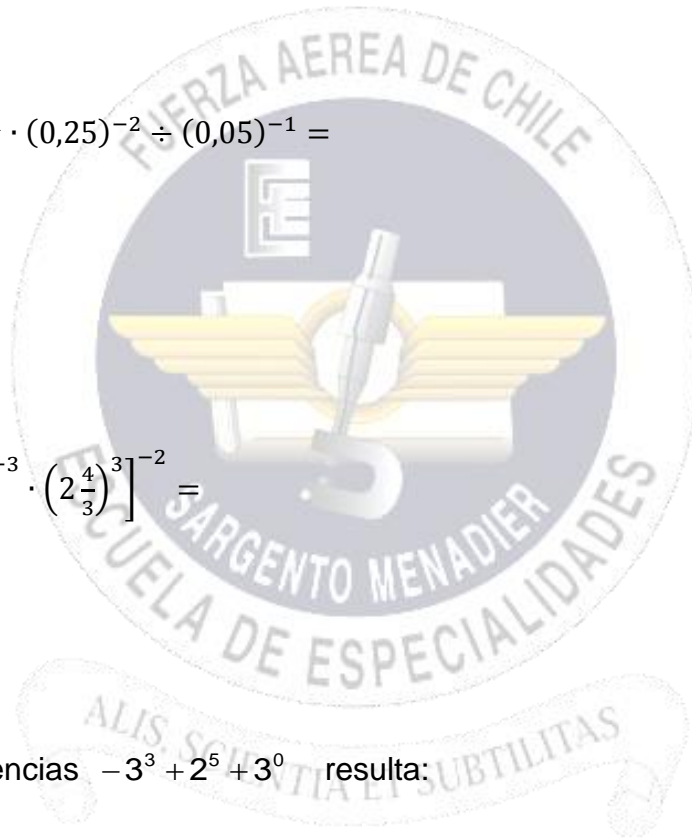 FUERZA AEREA DE CHILE
· (0,25)⁻² ÷ (0,05)⁻¹ =
⁻³ · (2 4/3)³]⁻² =
SARGENTO MENADIER
ESCUELA DE ESPECIALIDADES
ALIS, SCIENTIA ET SUBTILITAS
encias −3³ + 2⁵ + 3⁰ resulta: